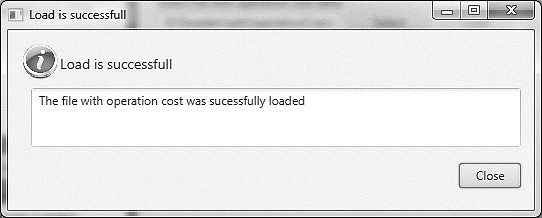 Load is successfull
Load is successfull
The file with operation cost was sucessfully loaded
Close